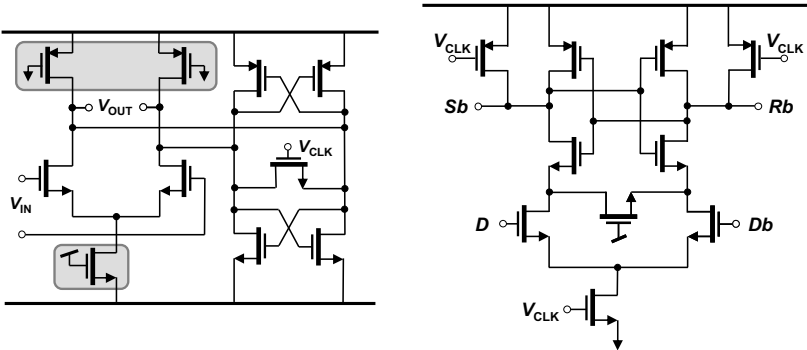 V_OUT
V_CLK
V_IN
V_CLK
V_CLK
Sb
Rb
D
Db
V_CLK